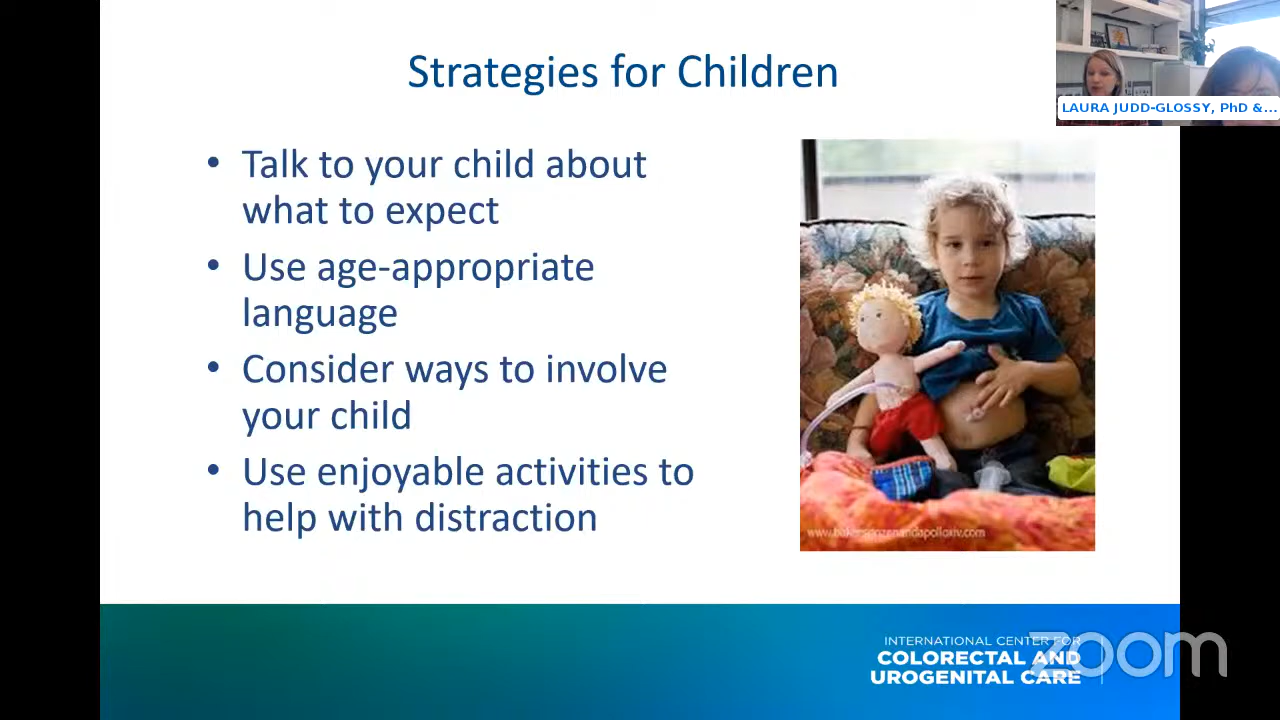 Strategies for Children
LAURA JUDD-GLOSSY, PhD &...
• Talk to your child about
what to expect
• Use age-appropriate
language
• Consider ways to involve
your child
• Use enjoyable activities to
help with distraction
INTERNATIONAL CENTER FOR
COLORECTAL AND
UROGENITAL CARE
zoom